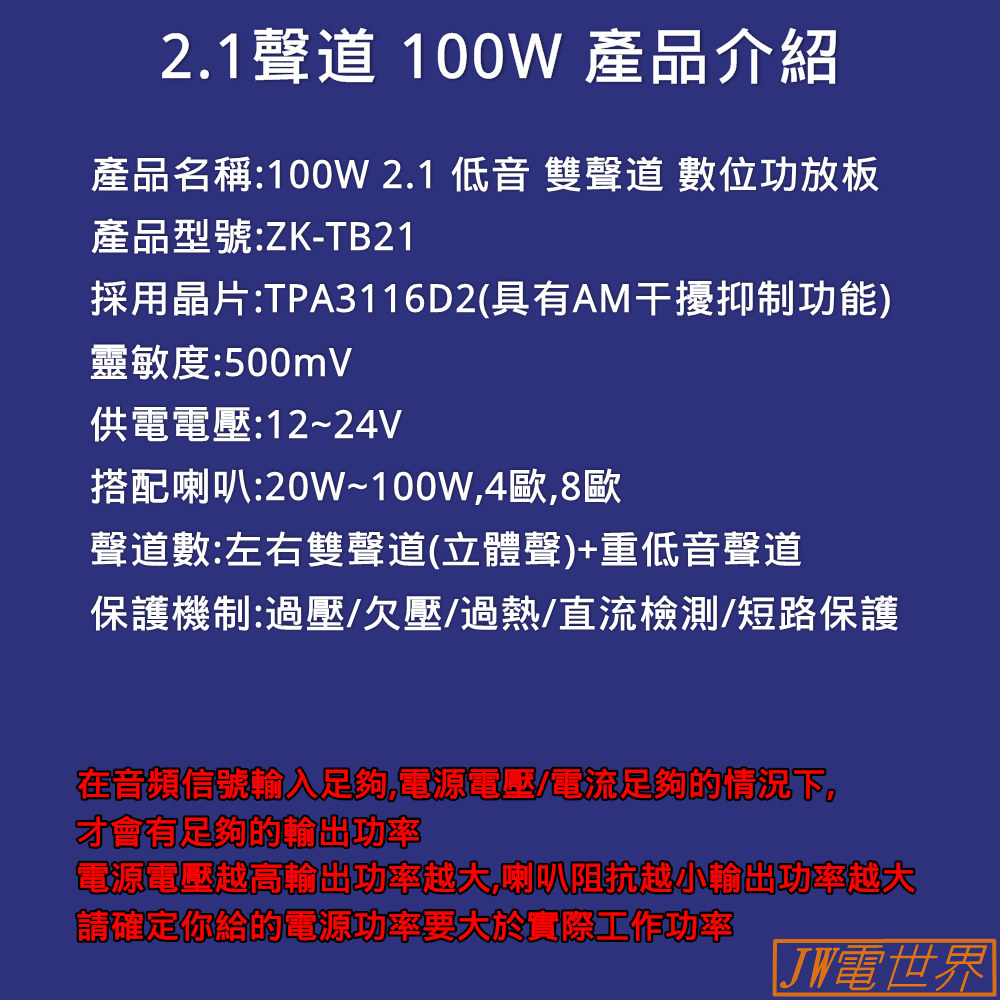 2.1聲道 100W 產品介紹
產品名稱:100W 2.1 低音 雙聲道 數位功放板
產品型號:ZK-TB21
採用晶片:TPA3116D2(具有AM干擾抑制功能)
靈敏度:500mV
供電電壓:12~24V
搭配喇叭:20W~100W,4歐,8歐
聲道數:左右雙聲道(立體聲)+重低音聲道
保護機制:過壓/欠壓/過熱/直流檢測/短路保護
在音頻信號輸入足夠,電源電壓/電流足夠的情況下,
才會有足夠的輸出功率
電源電壓越高輸出功率越大,喇叭阻抗越小輸出功率越大
請確定你給的電源功率要大於實際工作功率
JW電世界